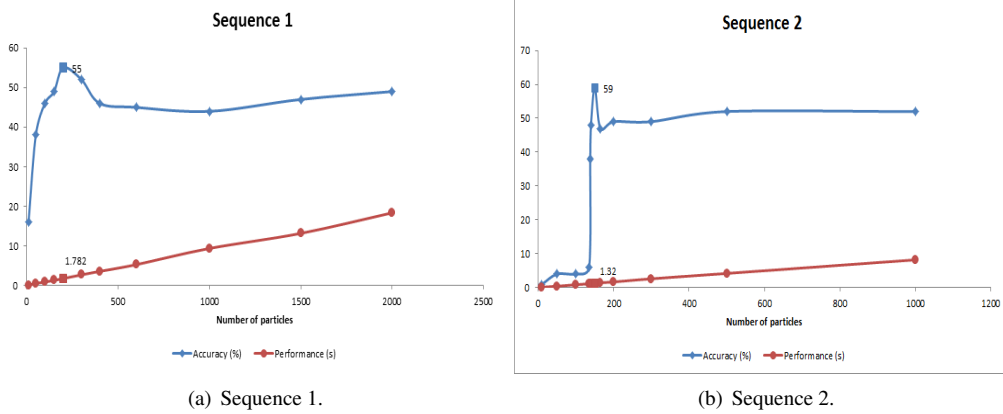 Sequence 1
60
50
40
30
20
10
0
55
1.782
0 500 1000 1500 2000 2500
Number of particles
Accuracy (%) Performance (s)
(a) Sequence 1.
Sequence 2
70
60
50
40
30
20
10
0
59
1.32
0 200 400 600 800 1000 1200
Number of particles
Accuracy (%) Performance (s)
(b) Sequence 2.